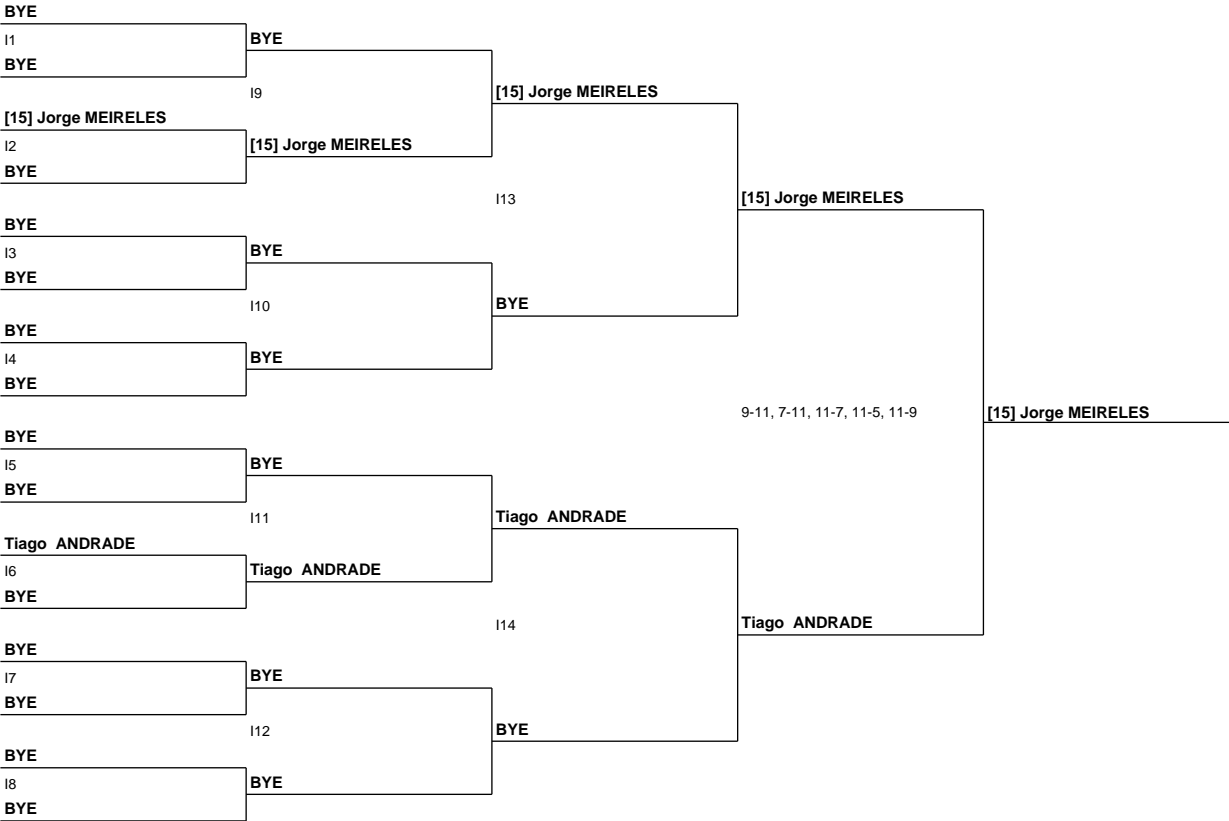 BYE
I1
BYE
BYE
I9
[15] Jorge MEIRELES
[15] Jorge MEIRELES
I2
[15] Jorge MEIRELES
BYE
I13
[15] Jorge MEIRELES
BYE
I3
BYE
BYE
I10
BYE
BYE
I4
BYE
BYE
9-11, 7-11, 11-7, 11-5, 11-9
[15] Jorge MEIRELES
BYE
I5
BYE
BYE
I11
Tiago ANDRADE
Tiago ANDRADE
I6
Tiago ANDRADE
BYE
I14
Tiago ANDRADE
BYE
I7
BYE
BYE
I12
BYE
BYE
I8
BYE
BYE